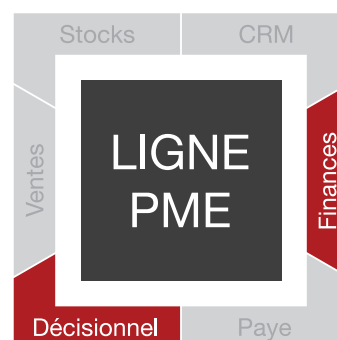 Stocks
CRM
Ventes
LIGNE
PME
Finances
Décisionnel
Paye